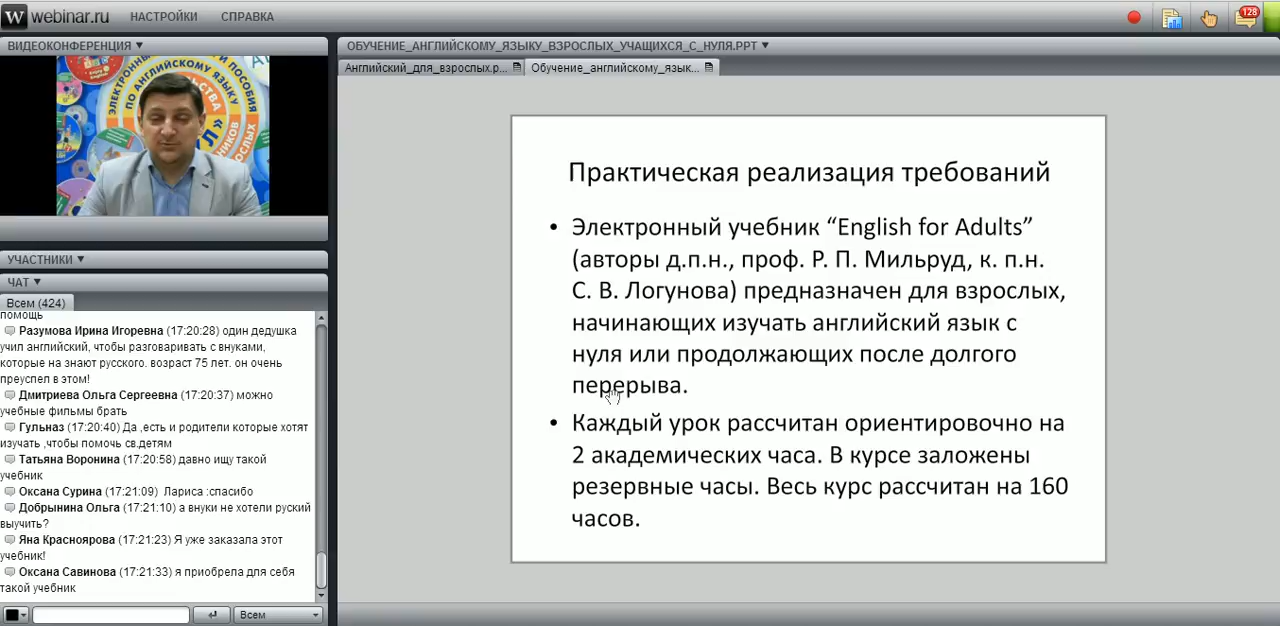 W webinar.ru НАСТРОЙКИ СПРАВКА
128
ВИДЕОКОНФЕРЕНЦИЯ
ЭЛЕКТРОННЫЕ И ПОСОБИЯ
ПО АНГЛИЙСКОМУ ЯЗЫКУ
УЧАСТНИКИ
ЧАТ
Всем (424)
помощь
Разумова Ирина Игоревна (17:20:28) один дедушка
учил английский, чтобы разговаривать с внуками,
которые на знают русского. возраст 75 лет. он очень
преуспел в этом!
Дмитриева Ольга Сергеевна (17:20:37) можно
учебные фильмы брать
Гульназ (17:20:40) Да ,есть и родители которые хотят
изучать ,чтобы помочь св.детям
Татьяна Воронина (17:20:58) давно ищу такой
учебник
Оксана Сурина (17:21:09) Лариса :спасибо
Добрынина Ольга (17:21:10) а внуки не хотели руский
выучить?
Яна Красноярова (17:21:23) Я уже заказала этот
учебник!
Оксана Савинова (17:21:33) я приобрела для себя
такой учебник
Всем
ОБУЧЕНИЕ_АНГЛИЙСКОМУ_ЯЗЫКУ_ВЗРОСЛЫХ_УЧАЩИХСЯ_С_НУЛЯ.PPT
Английский_для_взрослых.p... Обучение_английскому_язык...
Практическая реализация требований
• Электронный учебник “English for Adults”
(авторы д.п.н., проф. Р. П. Мильруд, к. п.н.
С. В. Логунова) предназначен для взрослых,
начинающих изучать английский язык с
нуля или продолжающих после долгого
перерыва.
• Каждый урок рассчитан ориентировочно на
2 академических часа. В курсе заложены
резервные часы. Весь курс рассчитан на 160
часов.